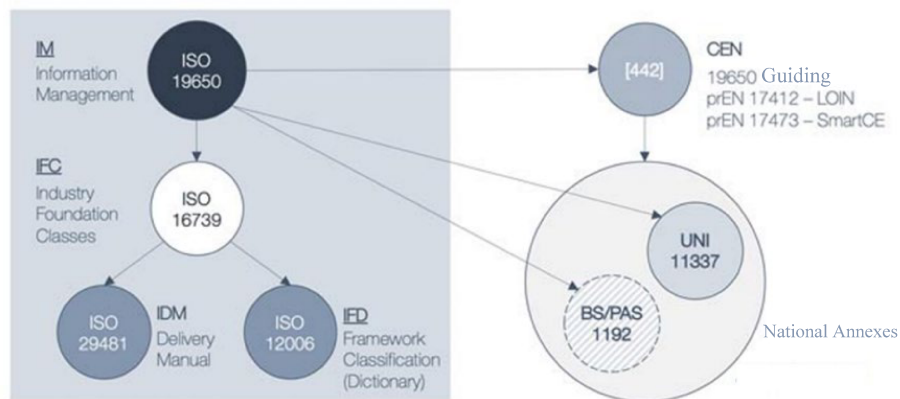 IM
Information
Management
ISO
19650
[442]
CEN
19650 Guiding
prEN 17412 – LOIN
prEN 17473 – SmartCE
IFC
Industry
Foundation
Classes
ISO
16739
UNI
11337
BS/PAS
1192
National Annexes
ISO
29481
IDM
Delivery
Manual
ISO
12006
IFD
Framework
Classification
(Dictionary)